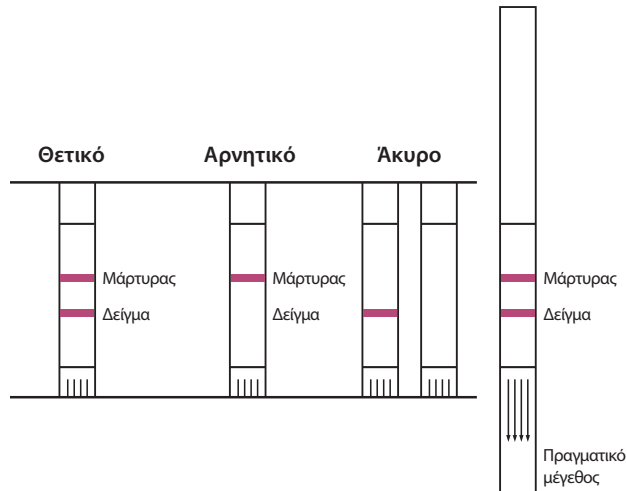 Θετικό
Αρνητικό
Άκυρο
Μάρτυρας
Μάρτυρας
Μάρτυρας
Δείγμα
Δείγμα
Δείγμα
Πραγματικό
μέγεθος